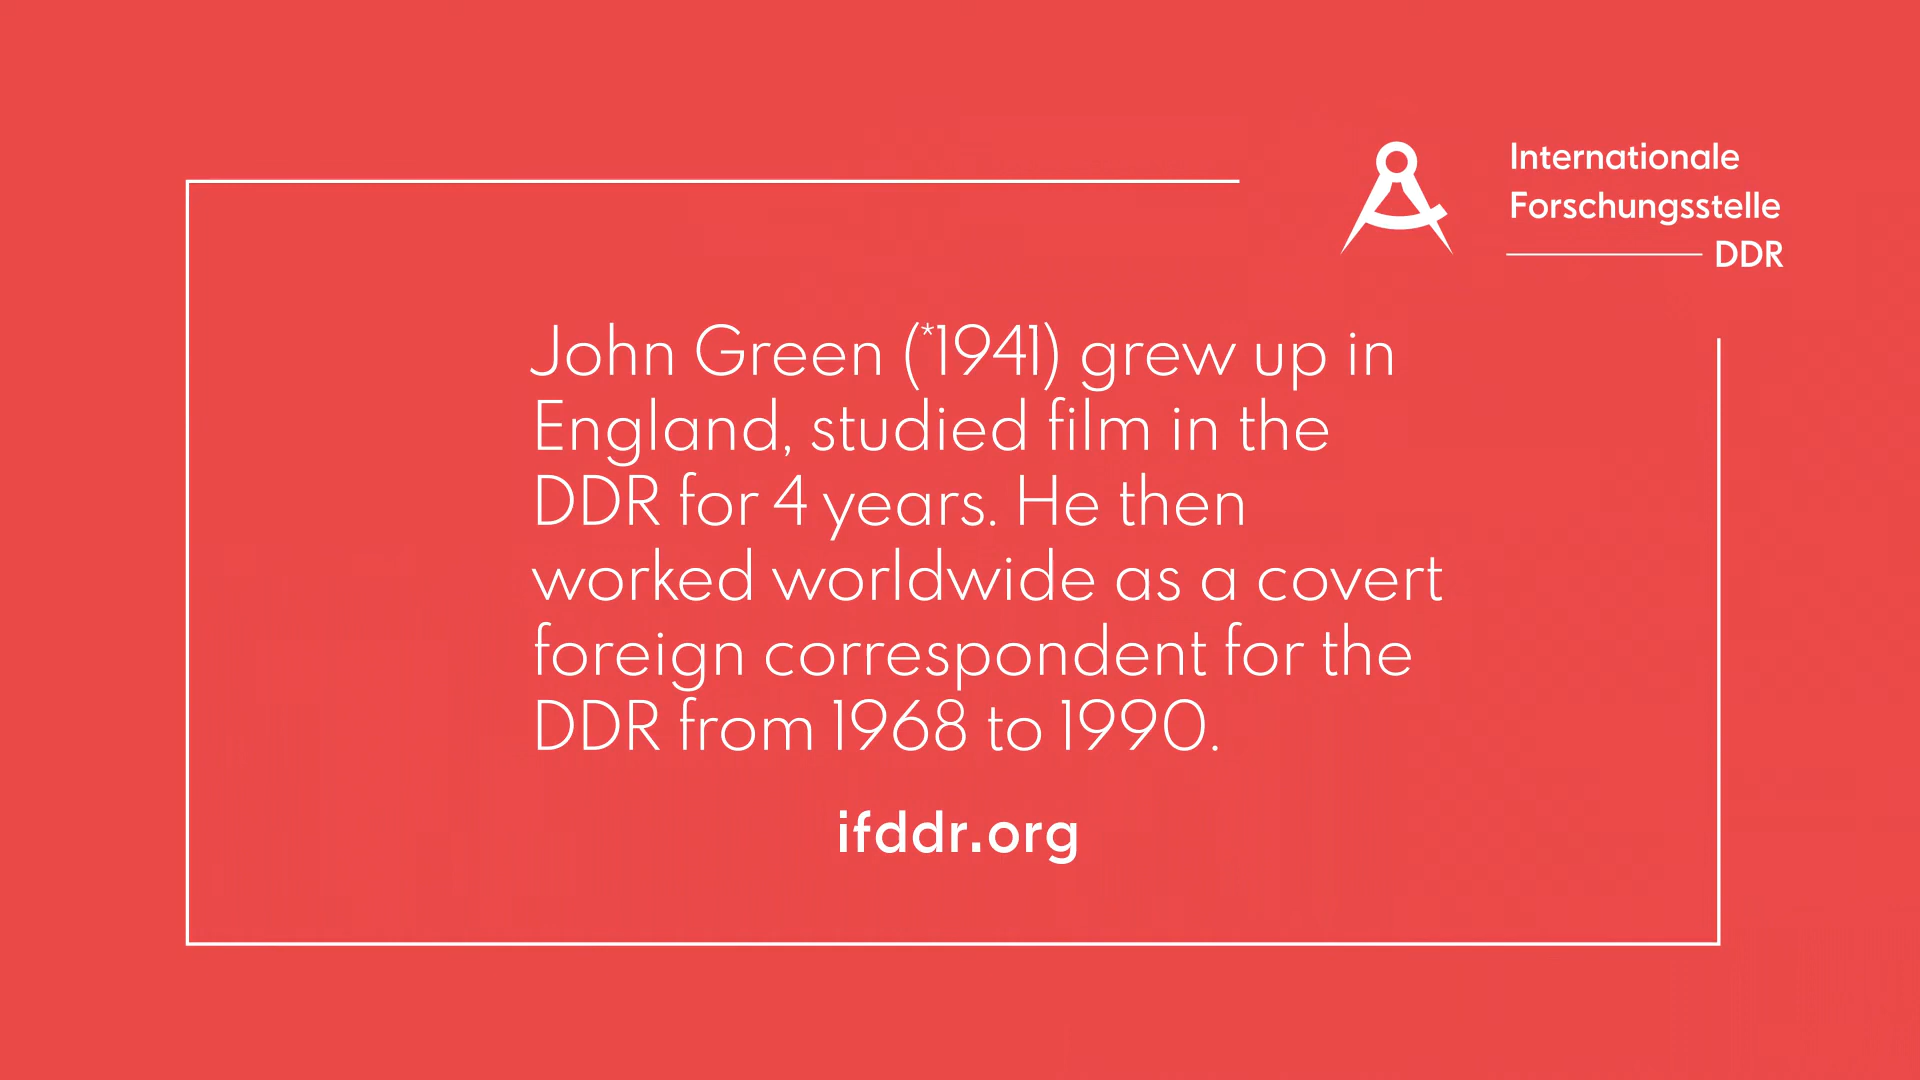 Internationale
Forschungsstelle
DDR
John Green (*1941) grew up in
England, studied film in the
DDR for 4 years. He then
worked worldwide as a covert
foreign correspondent for the
DDR from 1968 to 1990.
ifddr.org